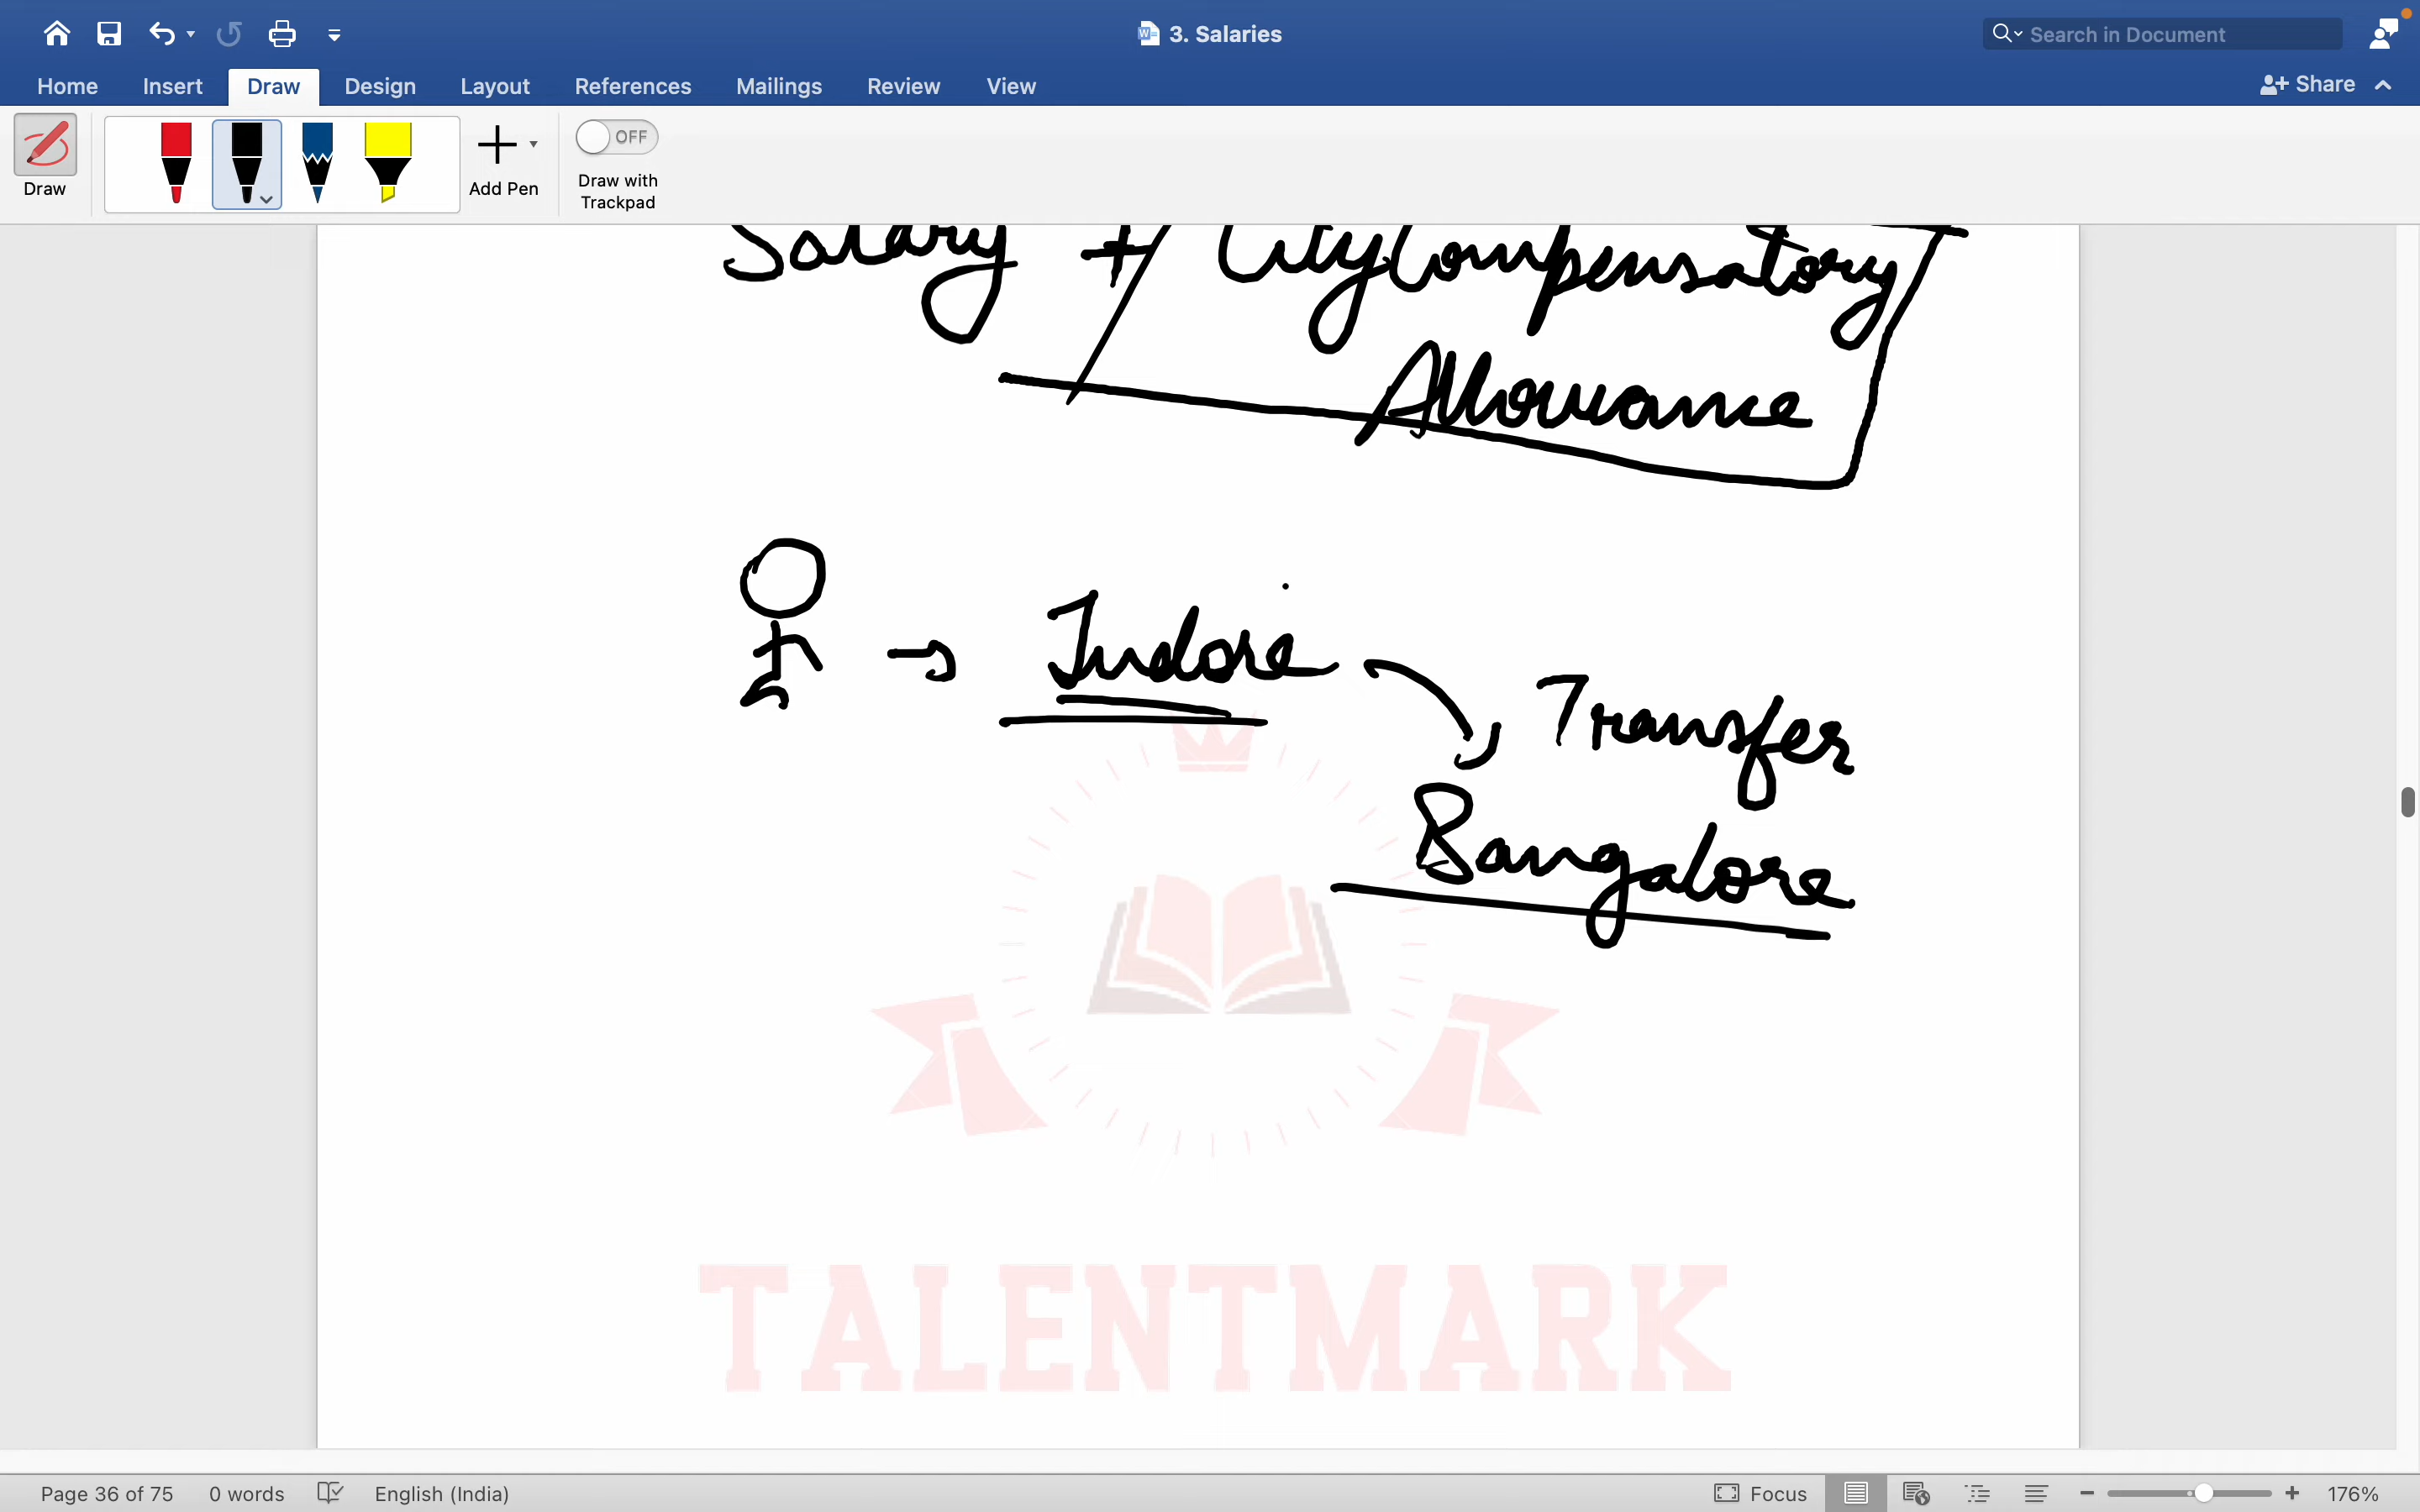 3. Salaries
Search in Document
Home Insert Draw Design Layout References Mailings Review View
Share
Draw
Add Pen
OFF
Draw with
Trackpad
Salary + City Compensatory
Allowance
→ Indore
Transfer
Bangalore
TALENTMARK
Page 36 of 75 0 words English (India)
Focus
176%